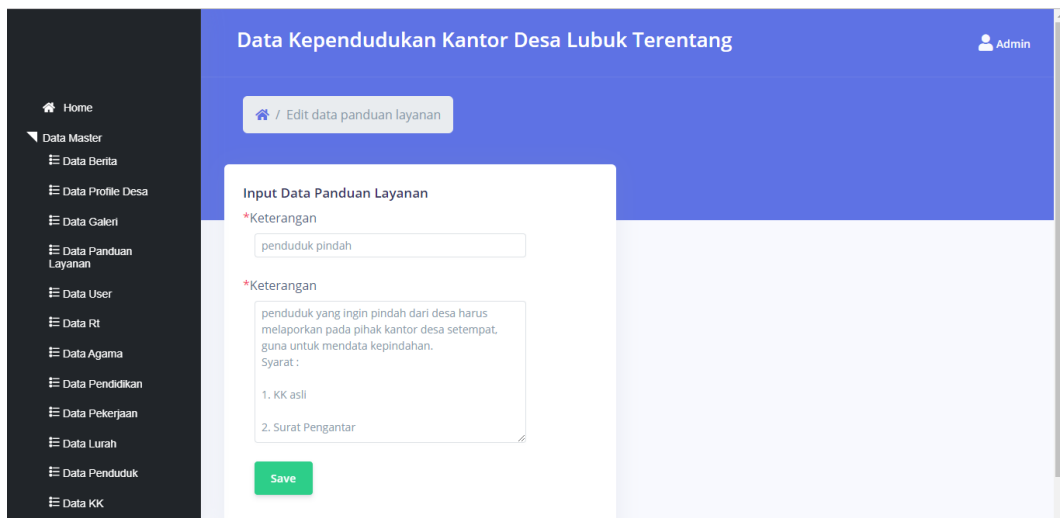 Data Kependudukan Kantor Desa Lubuk Terentang
Admin
Home
Data Master
Data Berita
Data Profile Desa
Data Galeri
Data Panduan
Layanan
Data User
Data Rt
Data Agama
Data Pendidikan
Data Pekerjaan
Data Lurah
Data Penduduk
Data KK
/ Edit data panduan layanan
Input Data Panduan Layanan
*Keterangan
penduduk pindah
*Keterangan
penduduk yang ingin pindah dari desa harus
melaporkan pada pihak kantor desa setempat,
guna untuk mendata kepindahan.
Syarat :
1. KK asli
2. Surat Pengantar
Save